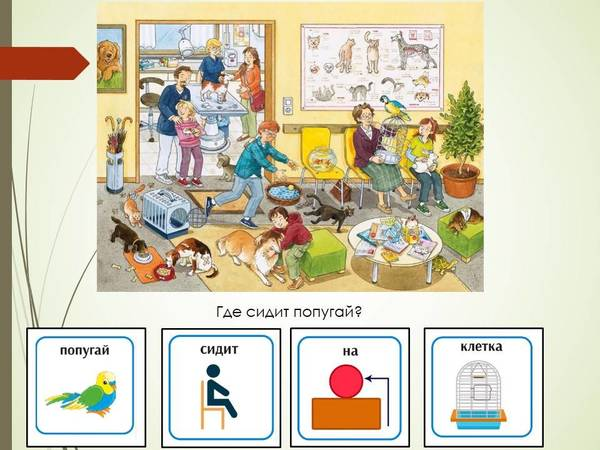 Где сидит попугай?
попугай
сидит
на
клетка